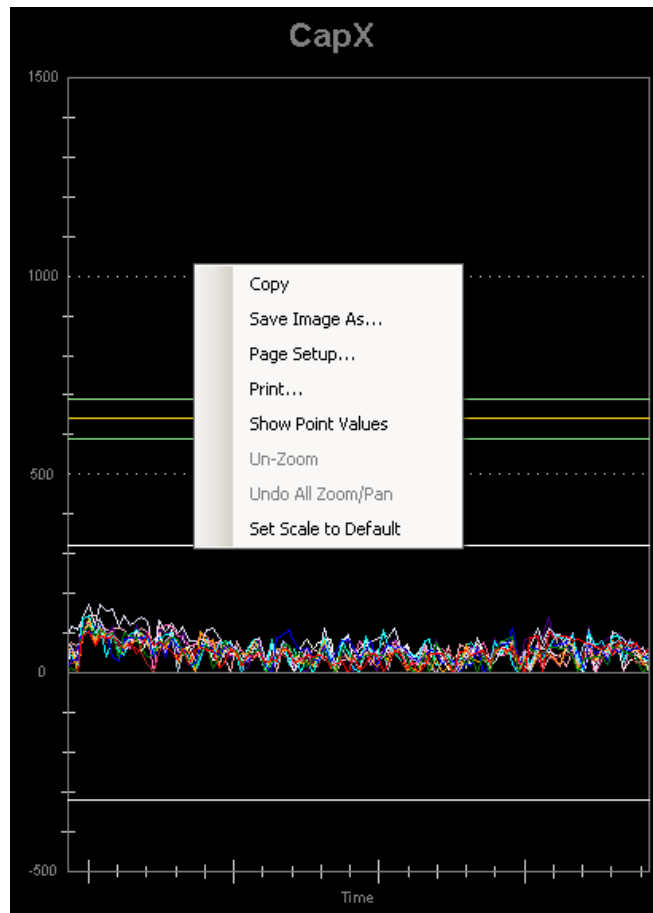 CapX
1500
1000
Copy
Save Image As...
Page Setup...
Print...
Show Point Values
Un-Zoom
500
Undo All Zoom/Pan
Set Scale to Default
0
-500
Time